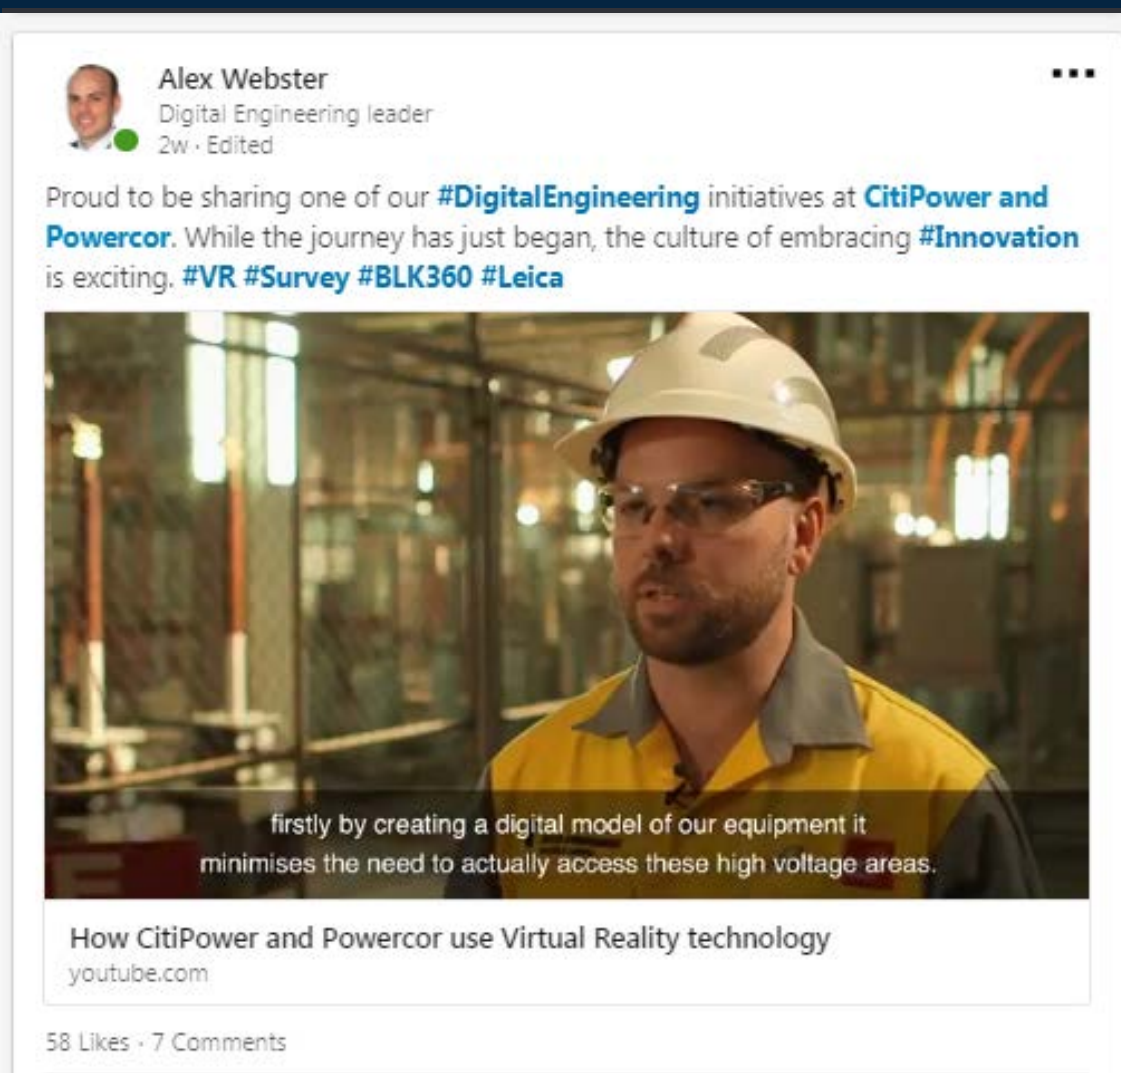 Alex Webster
Digital Engineering leader
2w · Edited
Proud to be sharing one of our #DigitalEngineering initiatives at CitiPower and
Powercor. While the journey has just began, the culture of embracing #Innovation
is exciting. #VR #Survey #BLK360 #Leica
firstly by creating a digital model of our equipment it
minimises the need to actually access these high voltage areas.
How CitiPower and Powercor use Virtual Reality technology
youtube.com
58 Likes · 7 Comments